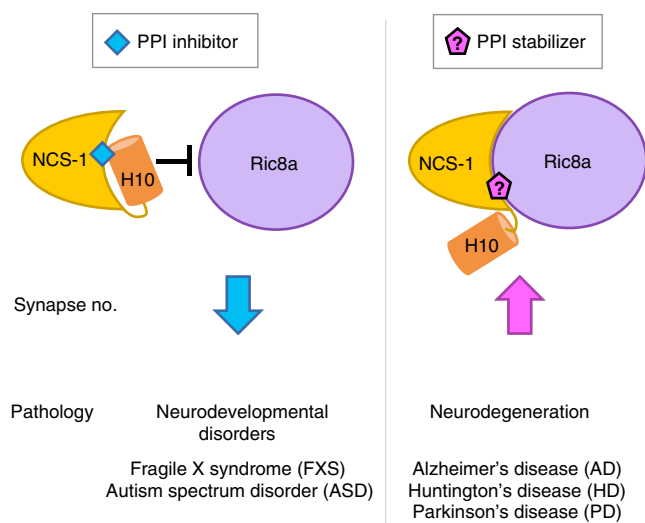 PPI inhibitor
? PPI stabilizer
NCS-1
H10
Ric8a
NCS-1
Ric8a
?
H10
Synapse no.
Pathology
Neurodevelopmental
disorders
Fragile X syndrome (FXS)
Autism spectrum disorder (ASD)
Neurodegeneration
Alzheimer's disease (AD)
Huntington's disease (HD)
Parkinson's disease (PD)